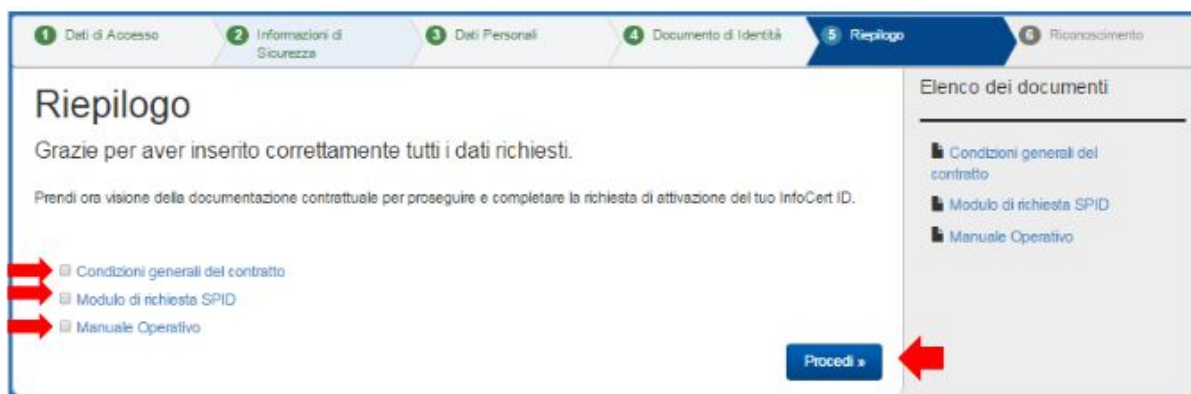 1 Dati di Accesso
2 Informazioni di
Sicurezza
3 Dati Personali
4 Documento di Identità
5 Riepilogo
6 Riconoscimento
Riepilogo
Grazie per aver inserito correttamente tutti i dati richiesti.
Prendi ora visione della documentazione contrattuale per proseguire e completare la richiesta di attivazione del tuo InfoCert ID.
Condizioni generali del contratto
Modulo di richiesta SPID
Manuale Operativo
Procedi »
Elenco dei documenti
Condizioni generali del
contratto
Modulo di richiesta SPID
Manuale Operativo